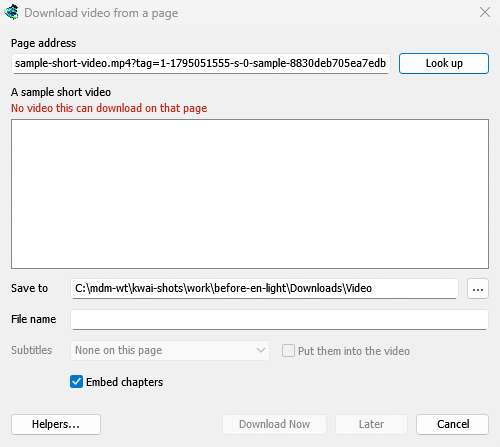 Download video from a page
Page address
sample-short-video.mp4?tag=1-1795051555-s-0-sample-8830deb705ea7edb
Look up
A sample short video
No video this can download on that page
Save to
C:\mdm-wt\kwai-shots\work\before-en-light\Downloads\Video
...
File name
Subtitles
None on this page
Put them into the video
Embed chapters
Helpers...
Download Now
Later
Cancel